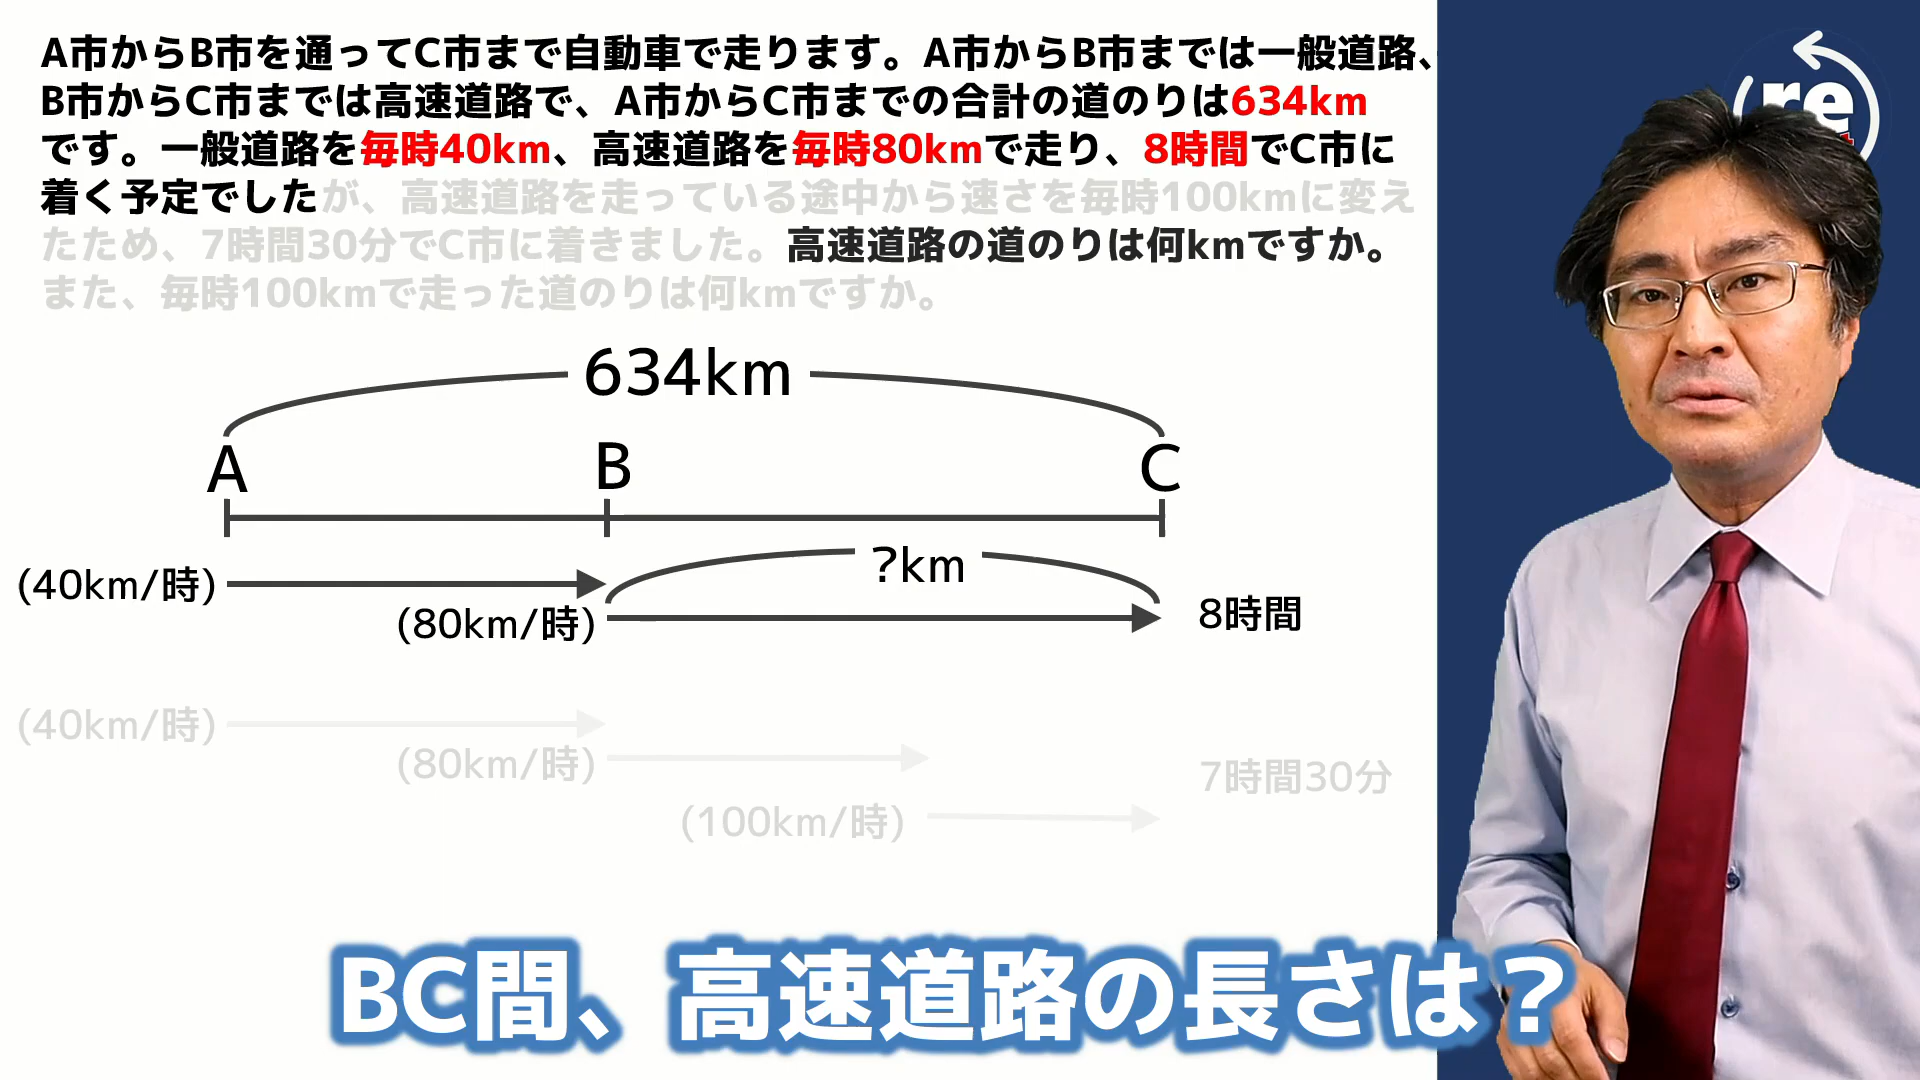 A市からB市を通ってC市まで自動車で走ります。A市からB市までは一般道路、
B市からC市までは高速道路で、A市からC市までの合計の道のりは634km
です。一般道路を毎時40km、高速道路を毎時80kmで走り、8時間でC市に
着く予定でしたが、高速道路を走っている途中から速さを毎時100kmに変え
たため、7時間30分でC市に着きました。高速道路の道のりは何kmですか。
また、毎時100kmで走った道のりは何kmですか。
re
634km
A
B
C
?km
(40km/時)
(80km/時)
8時間
(40km/時)
(80km/時)
7時間30分
(100km/時)
BC間、高速道路の長さは？